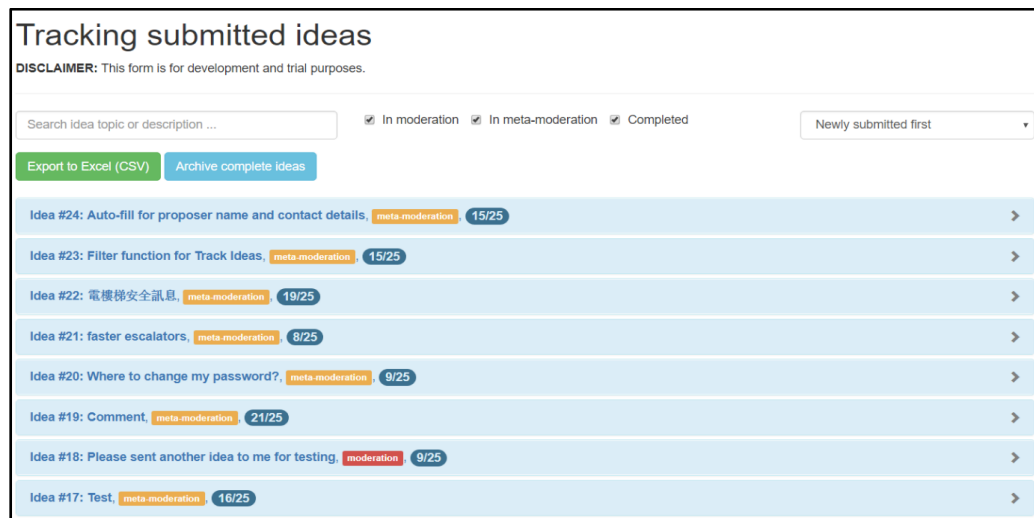 Tracking submitted ideas
DISCLAIMER: This form is for development and trial purposes.
Search idea topic or description ... In moderation In meta-moderation Completed Newly submitted first
Export to Excel (CSV) Archive complete ideas
Idea #24: Auto-fill for proposer name and contact details, meta-moderation, 15/25
Idea #23: Filter function for Track Ideas, meta-moderation, 15/25
Idea #22: 電樓梯安全訊息, meta-moderation, 19/25
Idea #21: faster escalators, meta-moderation, 8/25
Idea #20: Where to change my password?, meta-moderation, 9/25
Idea #19: Comment, meta-moderation, 21/25
Idea #18: Please sent another idea to me for testing, moderation, 9/25
Idea #17: Test, meta-moderation, 16/25